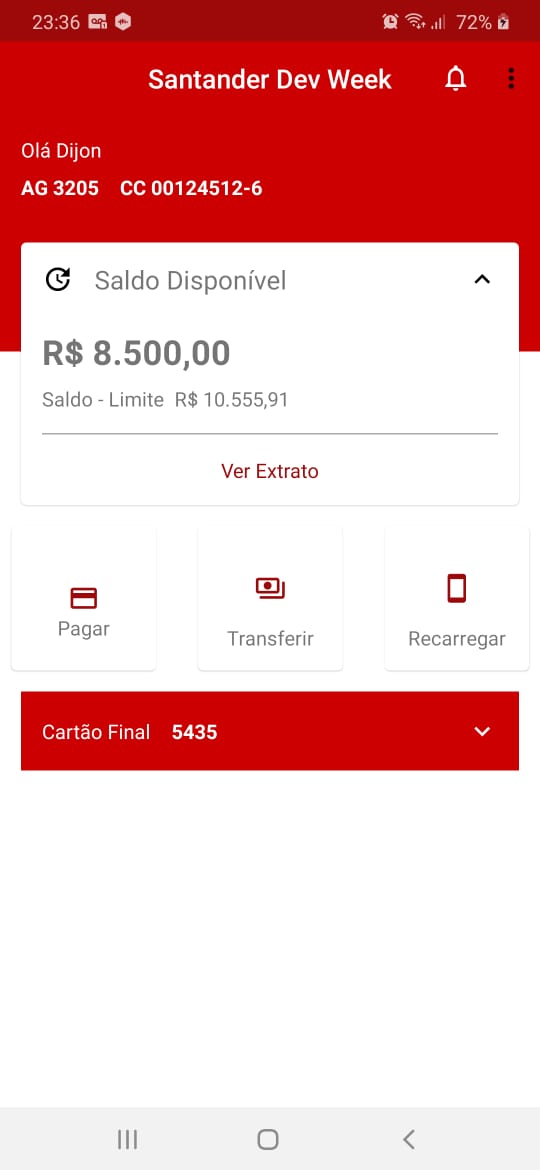 23:36 72%
Santander Dev Week
Olá Dijon
AG 3205 CC 00124512-6
Saldo Disponível
R$ 8.500,00
Saldo - Limite R$ 10.555,91
Ver Extrato
Pagar
Transferir
Recarregar
Cartão Final 5435